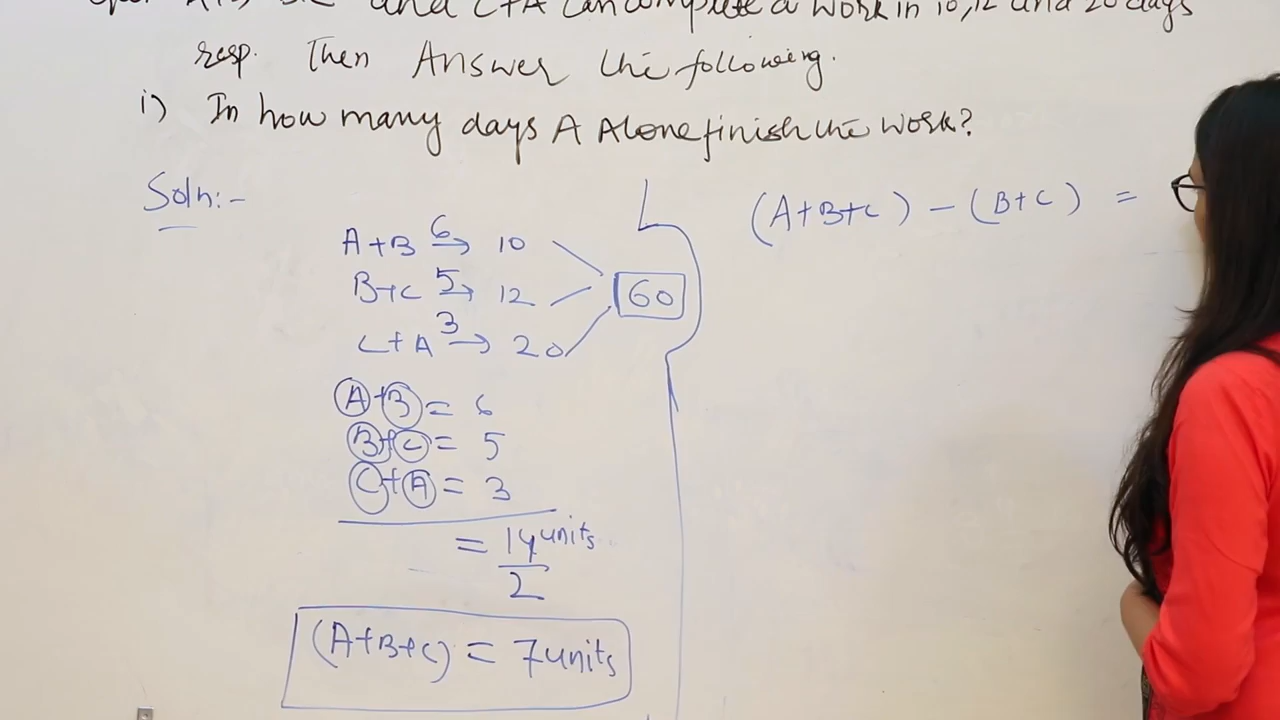 A+B, B+C and C+A can complete a work in 10, 12 and 20 days
resp. Then Answer the following.
i) In how many days A Alone finish the work?
Soln:-
A+B 6→ 10
B+C 5→ 12
C+A 3→ 20
60
A+B = 6
B+C = 5
C+A = 3
= 14 units
2
(A+B+C) = 7 units
(A+B+C) - (B+C) =